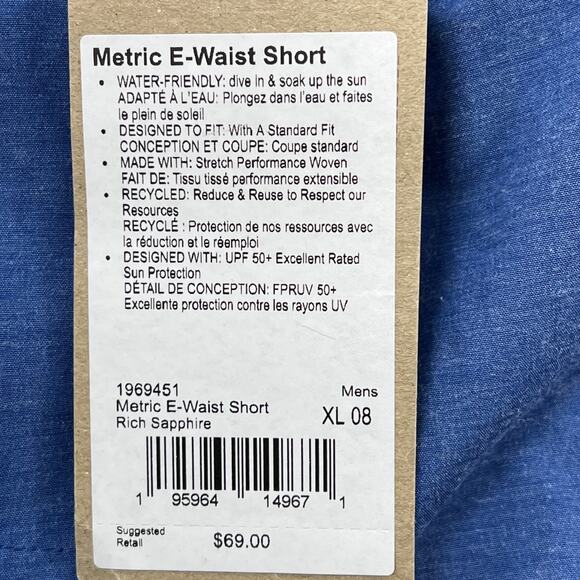 Metric E-Waist Short
• WATER-FRIENDLY: dive in & soak up the sun
ADAPTÉ À L'EAU: Plongez dans l'eau et faites
le plein de soleil
• DESIGNED TO FIT: With A Standard Fit
CONCEPTION ET COUPE: Coupe standard
• MADE WITH: Stretch Performance Woven
FAIT DE: Tissu tissé performance extensible
• RECYCLED: Reduce & Reuse to Respect our
Resources
RECYCLÉ : Protection de nos ressources avec
la réduction et le réemploi
• DESIGNED WITH: UPF 50+ Excellent Rated
Sun Protection
DÉTAIL DE CONCEPTION: FPRUV 50+
Excellente protection contre les rayons UV
1969451 Mens
Metric E-Waist Short
Rich Sapphire XL 08
1 95964 14967 1
Suggested
Retail $69.00